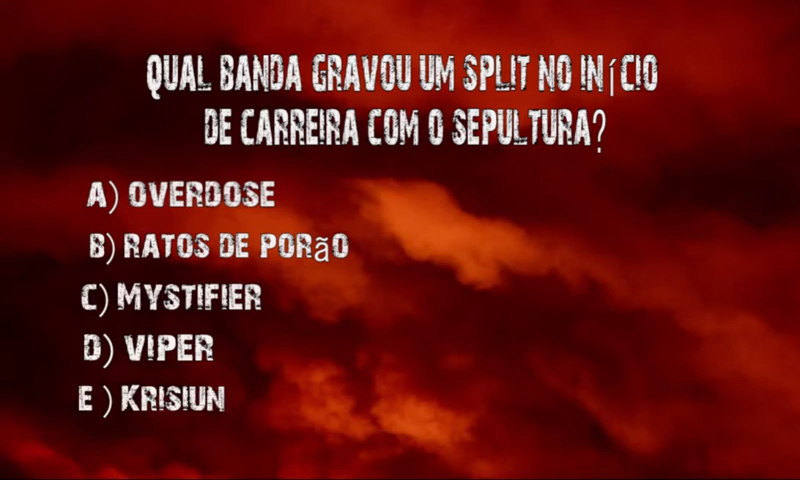 QUAL BANDA GRAVOU UM SPLIT NO INíCIO
DE CARREIRA COM O SEPULTURA?
A) OVERDOSE
B) RATOS DE PORãO
C) MYSTIFIER
D) VIPER
E ) KRISIUN